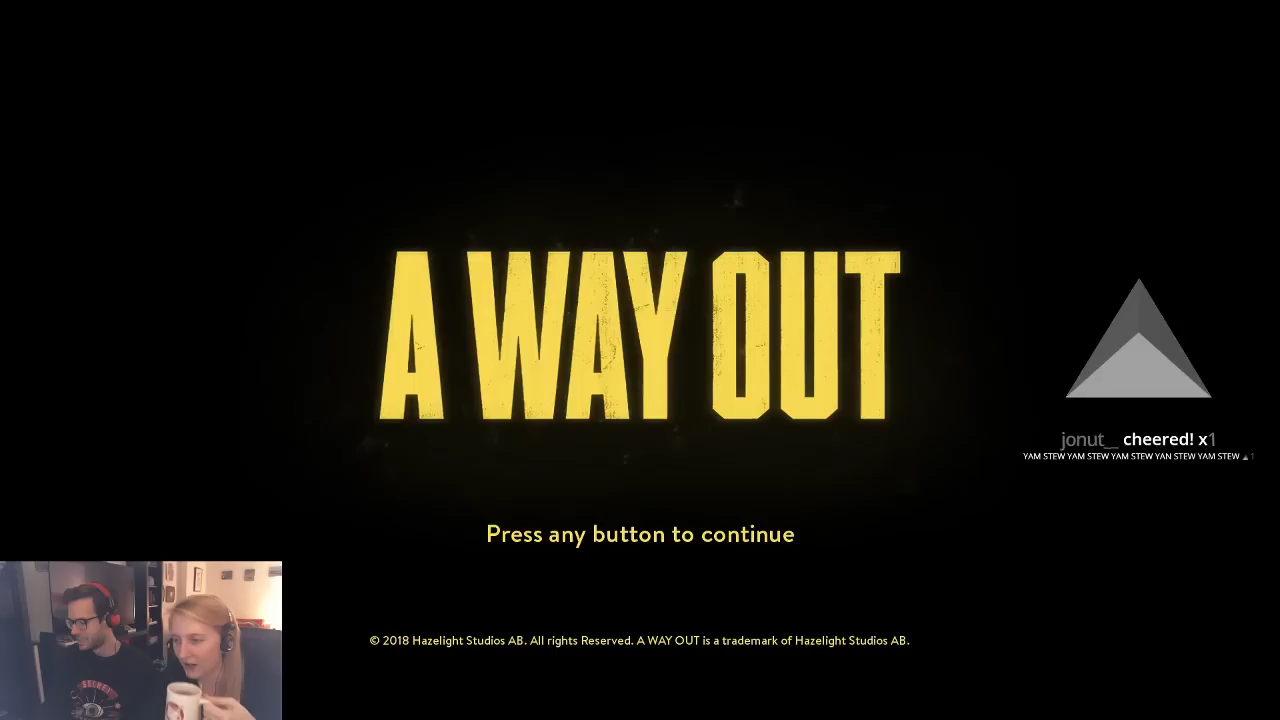 A WAY OUT
jonut__ cheered! x1
YAM STEW YAM STEW YAM STEW YAN STEW YAM STEW 1
Press any button to continue
© 2018 Hazelight Studios AB. All rights Reserved. A WAY OUT is a trademark of Hazelight Studios AB.